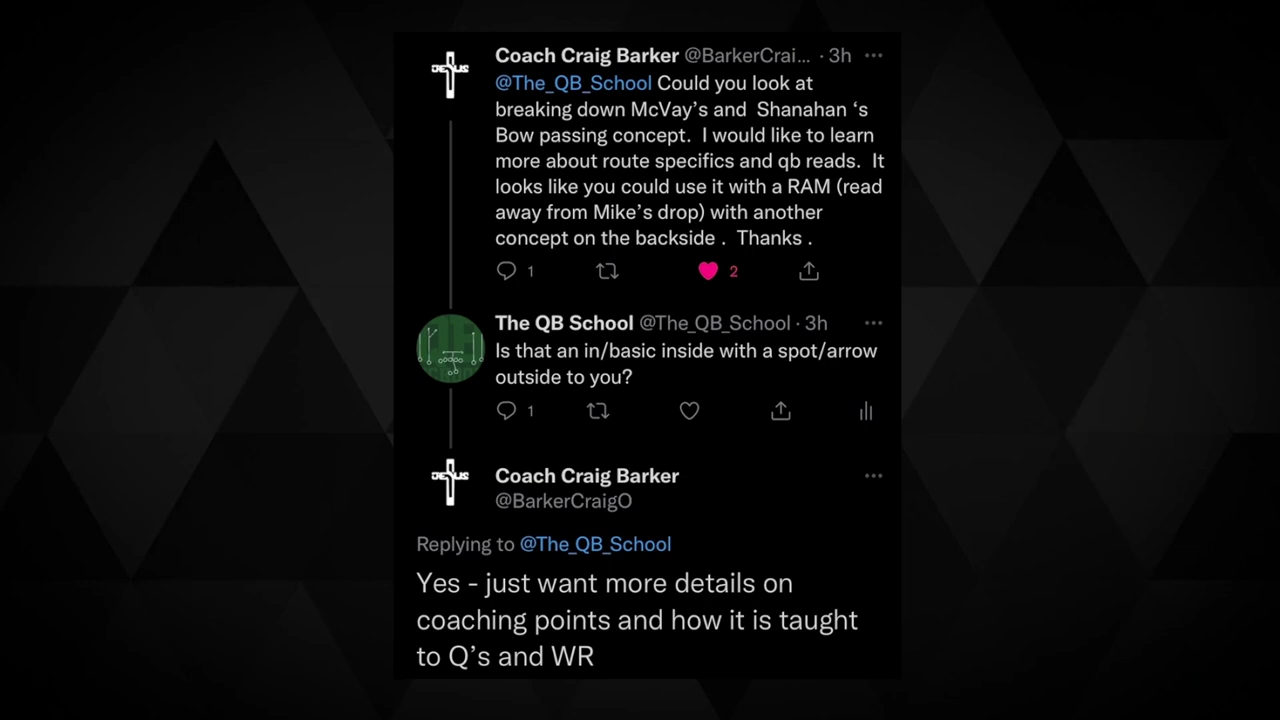 Coach Craig Barker @BarkerCrai... · 3h
@The_QB_School Could you look at
breaking down McVay's and Shanahan 's
Bow passing concept. I would like to learn
more about route specifics and qb reads. It
looks like you could use it with a RAM (read
away from Mike's drop) with another
concept on the backside . Thanks .
1 2
The QB School @The_QB_School · 3h
Is that an in/basic inside with a spot/arrow
outside to you?
1
JESUS
Coach Craig Barker
@BarkerCraigO
Replying to @The_QB_School
Yes - just want more details on
coaching points and how it is taught
to Q's and WR